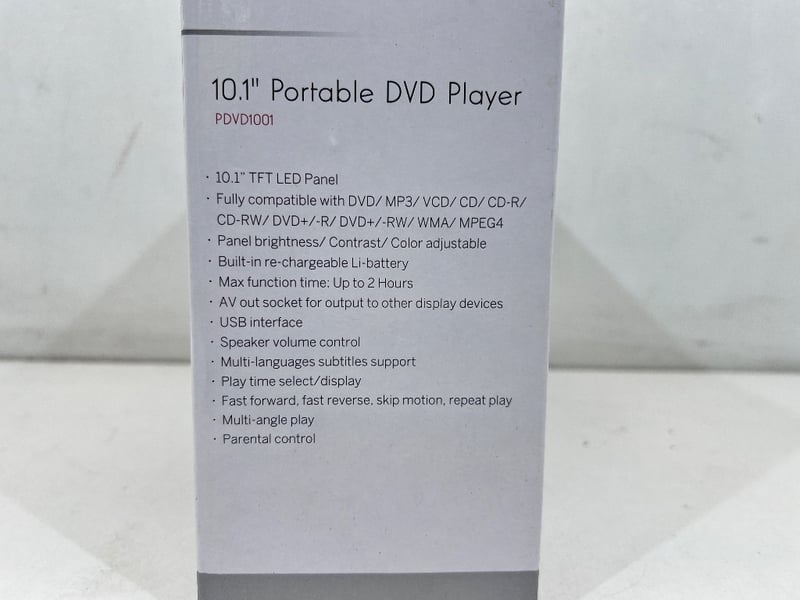 10.1" Portable DVD Player
PDVD1001
· 10.1" TFT LED Panel
· Fully compatible with DVD/ MP3/ VCD/ CD/ CD-R/
CD-RW/ DVD+/-R/ DVD+/-RW/ WMA/ MPEG4
· Panel brightness/ Contrast/ Color adjustable
· Built-in re-chargeable Li-battery
· Max function time: Up to 2 Hours
· AV out socket for output to other display devices
· USB interface
· Speaker volume control
· Multi-languages subtitles support
· Play time select/display
· Fast forward, fast reverse, skip motion, repeat play
· Multi-angle play
· Parental control